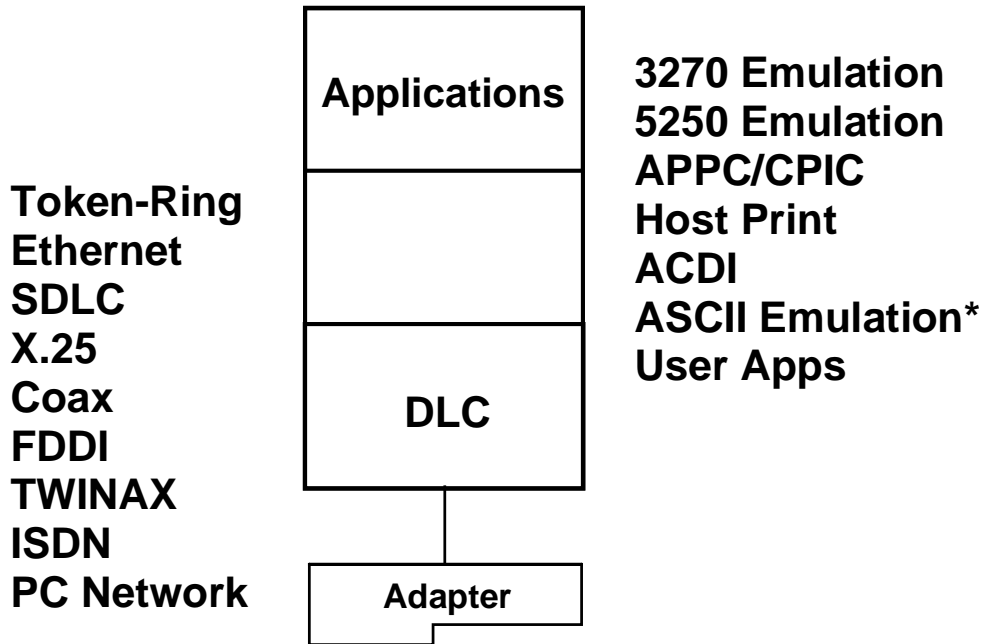 Applications
3270 Emulation
5250 Emulation
APPC/CPIC
Host Print
ACDI
ASCII Emulation*
User Apps
Token-Ring
Ethernet
SDLC
X.25
Coax
FDDI
TWINAX
ISDN
PC Network
DLC
Adapter